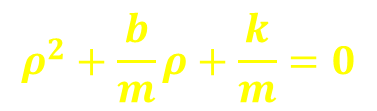 ρ² + b/m ρ + k/m = 0